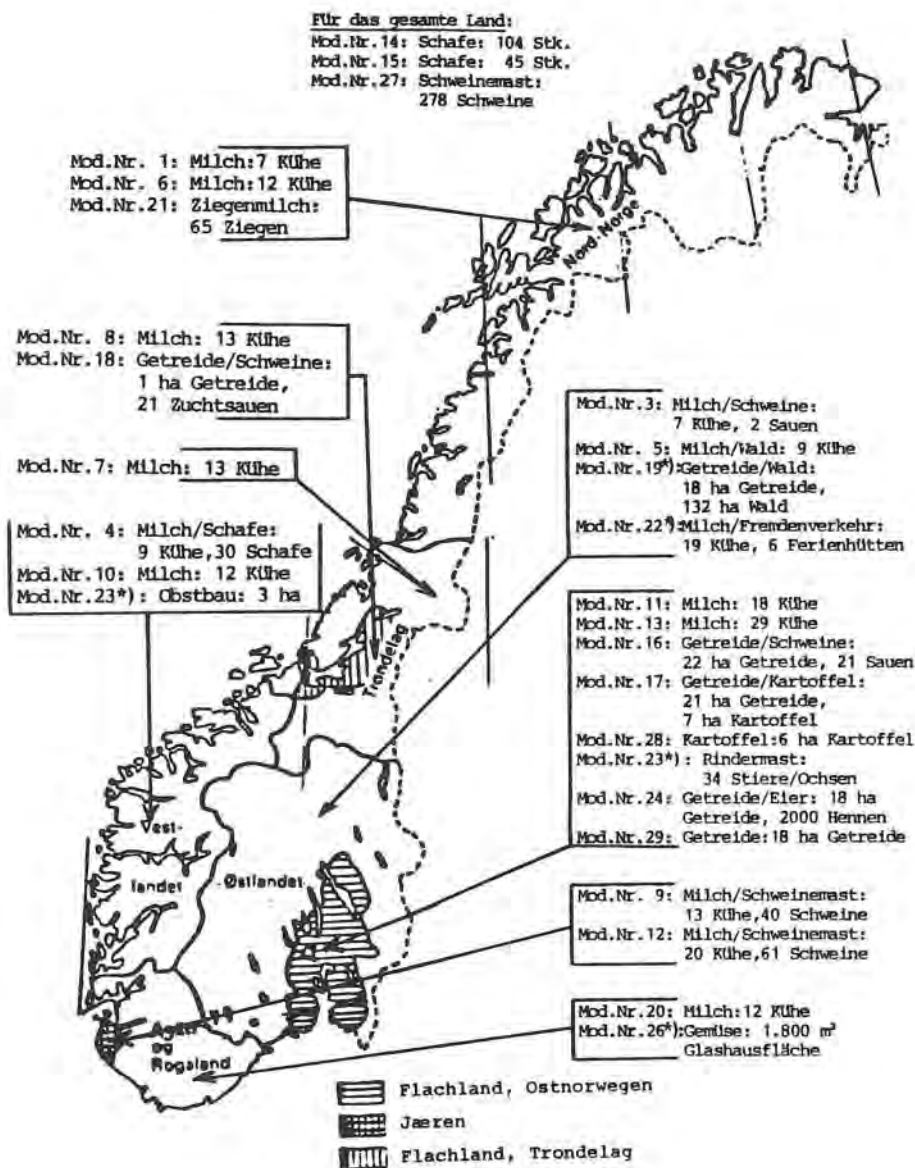 Für das gesamte Land:
Mod.Nr.14: Schafe: 104 Stk.
Mod.Nr.15: Schafe: 45 Stk.
Mod.Nr.27: Schweinemast:
278 Schweine
Mod.Nr. 1: Milch:7 Kühe
Mod.Nr. 6: Milch:12 Kühe
Mod.Nr.21: Ziegenmilch:
65 Ziegen
Nord-Norge
Mod.Nr. 8: Milch: 13 Kühe
Mod.Nr.18: Getreide/Schweine:
1 ha Getreide,
21 Zuchtsauen
Mod.Nr.7: Milch: 13 Kühe
Mod.Nr. 4: Milch/Schafe:
9 Kühe,30 Schafe
Mod.Nr.10: Milch: 12 Kühe
Mod.Nr.23*): Obstbau: 3 ha
Mod.Nr.3: Milch/Schweine:
7 Kühe, 2 Sauen
Mod.Nr. 5: Milch/Wald: 9 Kühe
Mod.Nr.19*):Getreide/Wald:
18 ha Getreide,
132 ha Wald
Mod.Nr.22*):Milch/Fremdenverkehr:
19 Kühe, 6 Ferienhütten
Mod.Nr.11: Milch: 18 Kühe
Mod.Nr.13: Milch: 29 Kühe
Mod.Nr.16: Getreide/Schweine:
22 ha Getreide, 21 Sauen
Mod.Nr.17: Getreide/Kartoffel:
21 ha Getreide,
7 ha Kartoffel
Mod.Nr.28: Kartoffel:6 ha Kartoffel
Mod.Nr.23*): Rindermast:
34 Stiere/Ochsen
Mod.Nr.24: Getreide/Eier: 18 ha
Getreide, 2000 Hennen
Mod.Nr.29: Getreide:18 ha Getreide
Mod.Nr. 9: Milch/Schweinemast:
13 Kühe,40 Schweine
Mod.Nr.12: Milch/Schweinemast:
20 Kühe,61 Schweine
Mod.Nr.20: Milch:12 Kühe
Mod.Nr.26*):Gemüse: 1.800 m²
Glashausfläche
Trondelag
Vest-
landet
Østlandet
og
Rogaland
Flachland, Ostnorwegen
Jæren
Flachland, Trondelag